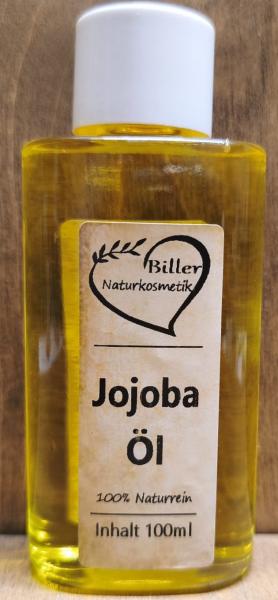 Biller
Naturkosmetik
Jojoba
Öl
100% Naturrein
Inhalt 100ml